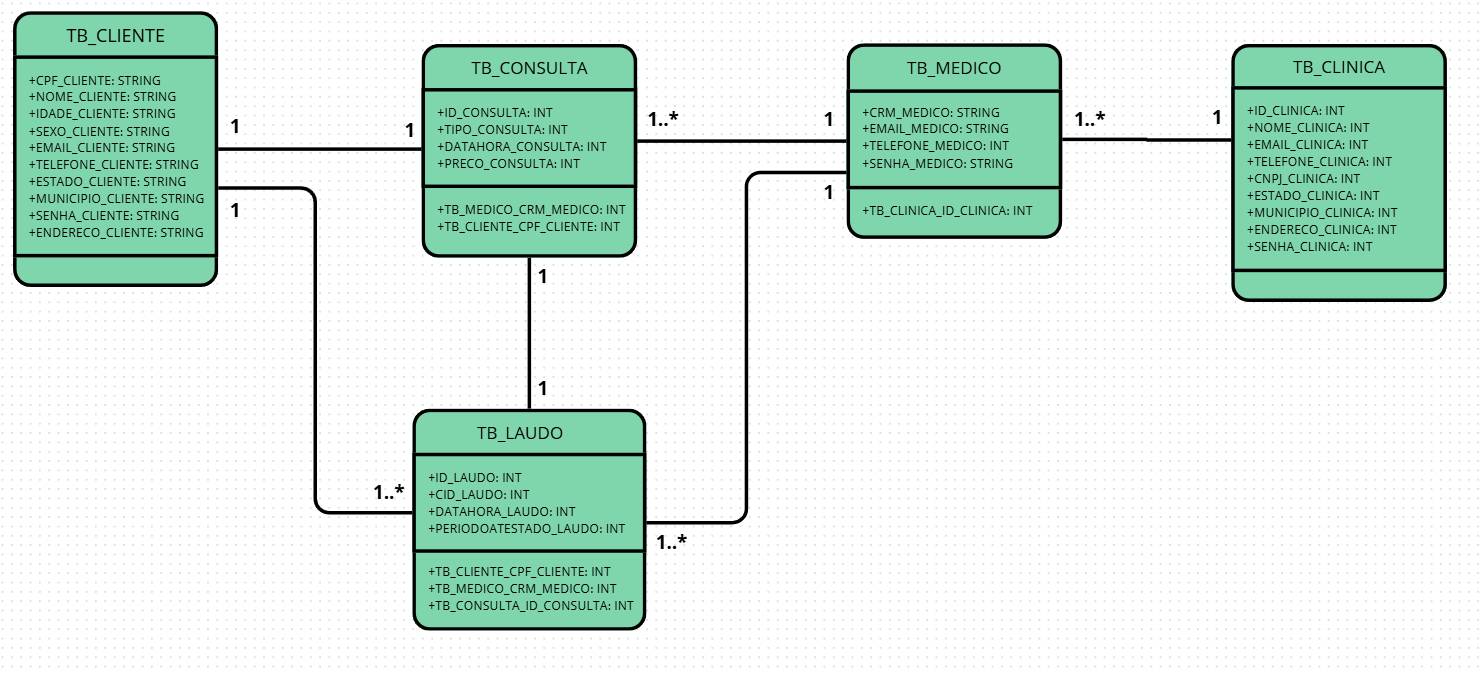 TB_CLIENTE
+CPF_CLIENTE: STRING
+NOME_CLIENTE: STRING
+IDADE_CLIENTE: STRING
+SEXO_CLIENTE: STRING
+EMAIL_CLIENTE: STRING
+TELEFONE_CLIENTE: STRING
+ESTADO_CLIENTE: STRING
+MUNICIPIO_CLIENTE: STRING
+SENHA_CLIENTE: STRING
+ENDERECO_CLIENTE: STRING
1
1
1
1..*
TB_CONSULTA
+ID_CONSULTA: INT
+TIPO_CONSULTA: INT
+DATAHORA_CONSULTA: INT
+PRECO_CONSULTA: INT
+TB_MEDICO_CRM_MEDICO: INT
+TB_CLIENTE_CPF_CLIENTE: INT
1..*
1
1
1
TB_MEDICO
+CRM_MEDICO: STRING
+EMAIL_MEDICO: STRING
+TELEFONE_MEDICO: INT
+SENHA_MEDICO: STRING
+TB_CLINICA_ID_CLINICA: INT
1
1..*
1..*
1
TB_CLINICA
+ID_CLINICA: INT
+NOME_CLINICA: INT
+EMAIL_CLINICA: INT
+TELEFONE_CLINICA: INT
+CNPJ_CLINICA: INT
+ESTADO_CLINICA: INT
+MUNICIPIO_CLINICA: INT
+ENDERECO_CLINICA: INT
+SENHA_CLINICA: INT
TB_LAUDO
+ID_LAUDO: INT
+CID_LAUDO: INT
+DATAHORA_LAUDO: INT
+PERIODOATESTADO_LAUDO: INT
+TB_CLIENTE_CPF_CLIENTE: INT
+TB_MEDICO_CRM_MEDICO: INT
+TB_CONSULTA_ID_CONSULTA: INT